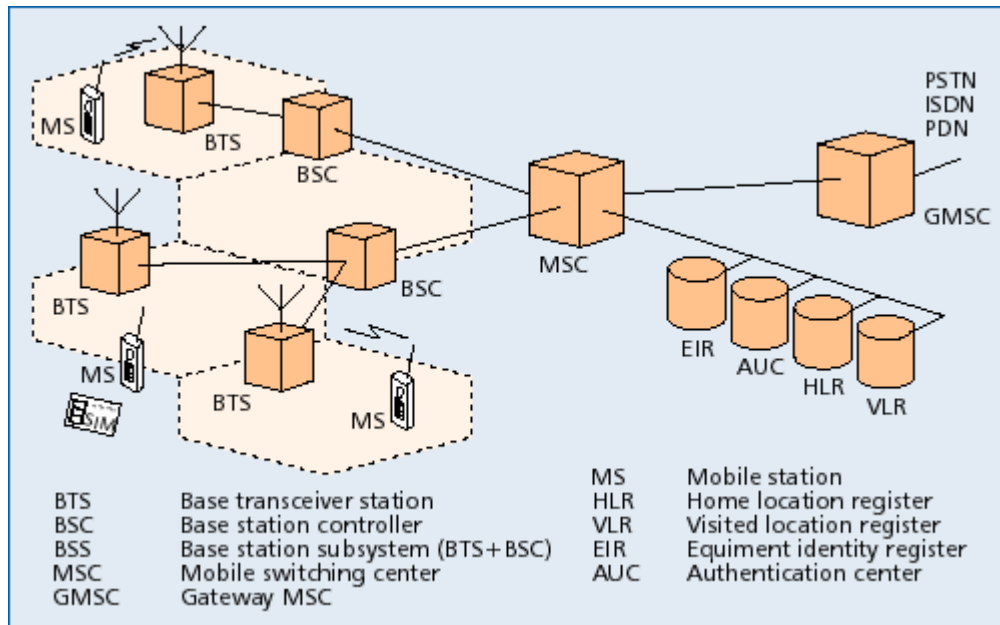 PSTN
ISDN
PDN
MS
BTS
BSC
GMSC
MSC
BTS
BSC
EIR
AUC
HLR
VLR
MS
SIM
BTS
MS
BTS Base transceiver station
BSC Base station controller
BSS Base station subsystem (BTS+BSC)
MSC Mobile switching center
GMSC Gateway MSC
MS Mobile station
HLR Home location register
VLR Visited location register
EIR Equiment identity register
AUC Authentication center